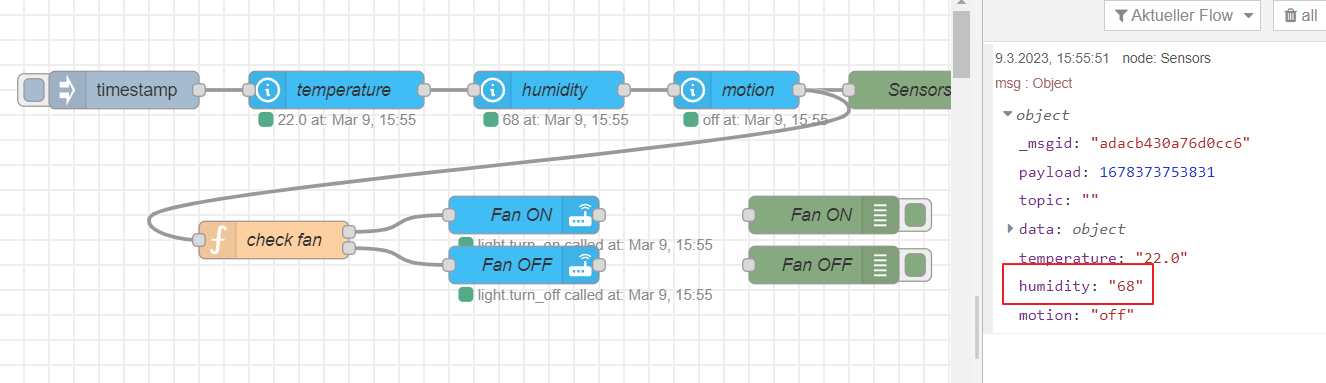 Aktueller Flow
all
timestamp
temperature
humidity
motion
Sensors
22.0 at: Mar 9, 15:55
68 at: Mar 9, 15:55
off at: Mar 9, 15:55
check fan
Fan ON
light.turn_on called at: Mar 9, 15:55
Fan OFF
light.turn_off called at: Mar 9, 15:55
Fan ON
Fan OFF
9.3.2023, 15:55:51 node: Sensors
msg : Object
object
_msgid: "adacb430a76d0cc6"
payload: 1678373753831
topic: ""
data: object
temperature: "22.0"
humidity: "68"
motion: "off"